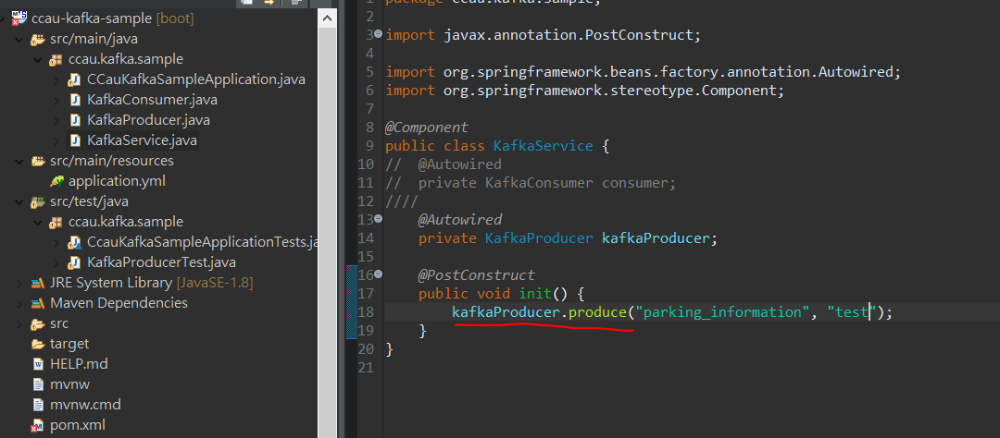 ccau-kafka-sample [boot]
src/main/java
ccau.kafka.sample
CCauKafkaSampleApplication.java
KafkaConsumer.java
KafkaProducer.java
KafkaService.java
src/main/resources
application.yml
src/test/java
ccau.kafka.sample
CcauKafkaSampleApplicationTests.ja
KafkaProducerTest.java
JRE System Library [JavaSE-1.8]
Maven Dependencies
src
target
HELP.md
mvnw
mvnw.cmd
pom.xml
1 package ccau.kafka.sample;
2
3 import javax.annotation.PostConstruct;
4
5 import org.springframework.beans.factory.annotation.Autowired;
6 import org.springframework.stereotype.Component;
7
8 @Component
9 public class KafkaService {
10 // @Autowired
11 // private KafkaConsumer consumer;
12 ////
13 @Autowired
14 private KafkaProducer kafkaProducer;
15
16 @PostConstruct
17 public void init() {
18 kafkaProducer.produce("parking_information", "test");
19 }
20 }
21